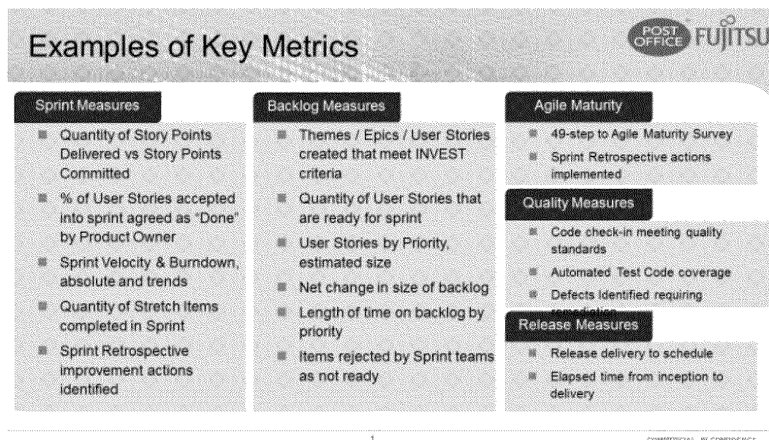 Examples of Key Metrics
POST
OFFICE
FUJITSU
Sprint Measures
Quantity of Story Points
Delivered vs Story Points
Committed
% of User Stories accepted
into sprint agreed as “Done”
by Product Owner
Sprint Velocity & Burndown,
absolute and trends
Quantity of Stretch Items
completed in Sprint
Sprint Retrospective
improvement actions
identified
Backlog Measures
Themes / Epics / User Stories
created that meet INVEST
criteria
Quantity of User Stories that
are ready for sprint
User Stories by Priority,
estimated size
Net change in size of backlog
Length of time on backlog by
priority
Items rejected by Sprint teams
as not ready
Agile Maturity
49-step to Agile Maturity Survey
Sprint Retrospective actions
implemented
Quality Measures
Code check-in meeting quality
standards
Automated Test Code coverage
Defects Identified requiring
remediation
Release Measures
Release delivery to schedule
Elapsed time from inception to
delivery
1
COMMERCIAL IN CONFIDENCE